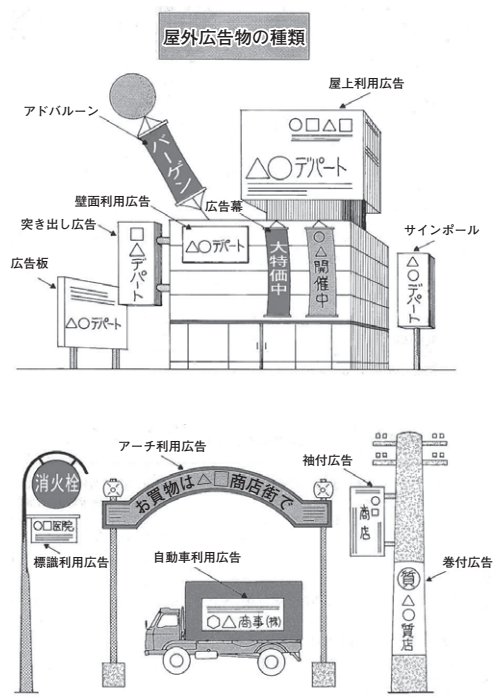 屋外広告物の種類
屋上利用広告
アドバルーン
バーゲン
○□△□
△○デパート
壁面利用広告
広告幕
突き出し広告
サインポール
□△デパート
△○デパート
大特価中
○△開催中
△○デパート
広告板
△○デパート
アーチ利用広告
袖付広告
消火栓
お買物は△□商店街で
○□商店
○□医院
標識利用広告
自動車利用広告
巻付広告
○△商事(株)
質
△○質店